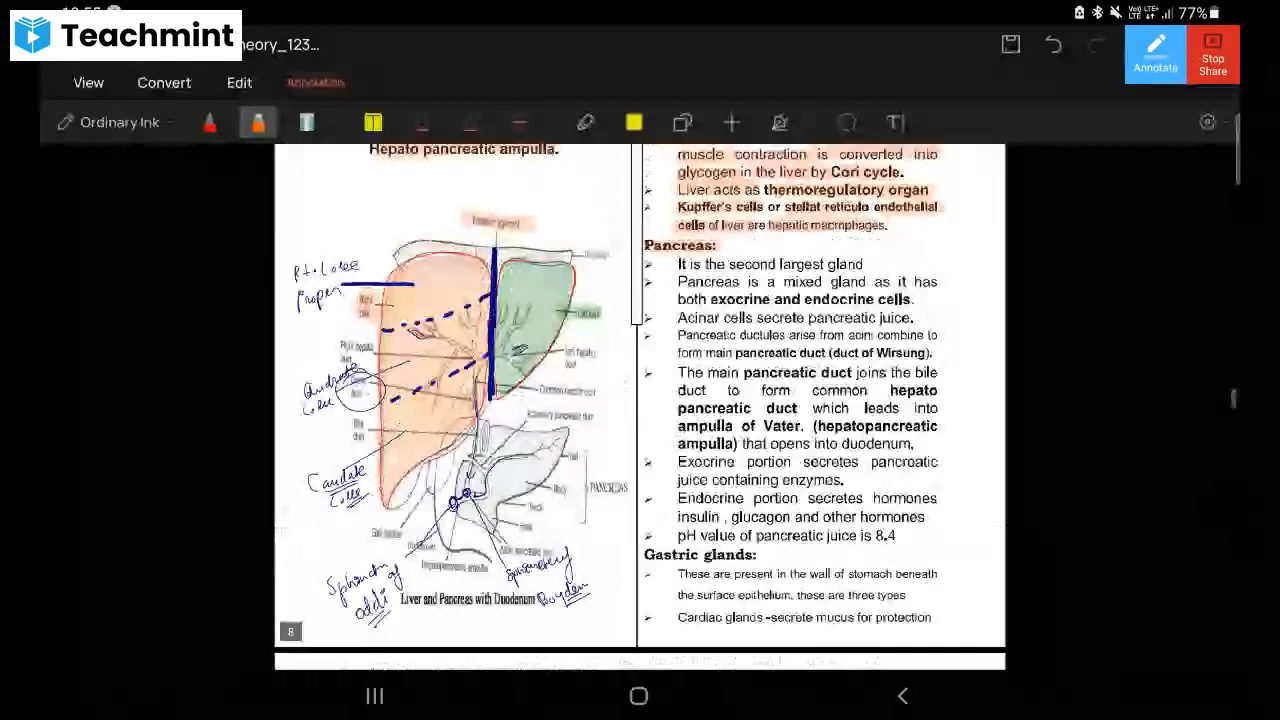 Teachmint
heory_123...
77%
Annotate
Stop
Share
View
Convert
Edit
Annotation
Ordinary Ink
Hepato pancreatic ampulla.
Rt. Lobe
proper
Quadrate
Lobe
Caudate
Lobe
PANCREAS
Sphincter of
oddi
Sphincter of
Boyden
Liver and Pancreas with Duodenum
8
muscle contraction is converted into
glycogen in the liver by Cori cycle.
Liver acts as thermoregulatory organ
Kupffer's cells or stellat reticulo endothelial
cells of liver are hepatic macrophages.
Pancreas:
It is the second largest gland
Pancreas is a mixed gland as it has
both exocrine and endocrine cells.
Acinar cells secrete pancreatic juice.
Pancreatic ductules arise from acini combine to
form main pancreatic duct (duct of Wirsung).
The main pancreatic duct joins the bile
duct to form common hepato
pancreatic duct which leads into
ampulla of Vater. (hepatopancreatic
ampulla) that opens into duodenum.
Exocrine portion secretes pancreatic
juice containing enzymes.
Endocrine portion secretes hormones
insulin , glucagon and other hormones
pH value of pancreatic juice is 8.4
Gastric glands:
These are present in the wall of stomach beneath
the surface epithelium, these are three types
Cardiac glands -secrete mucus for protection